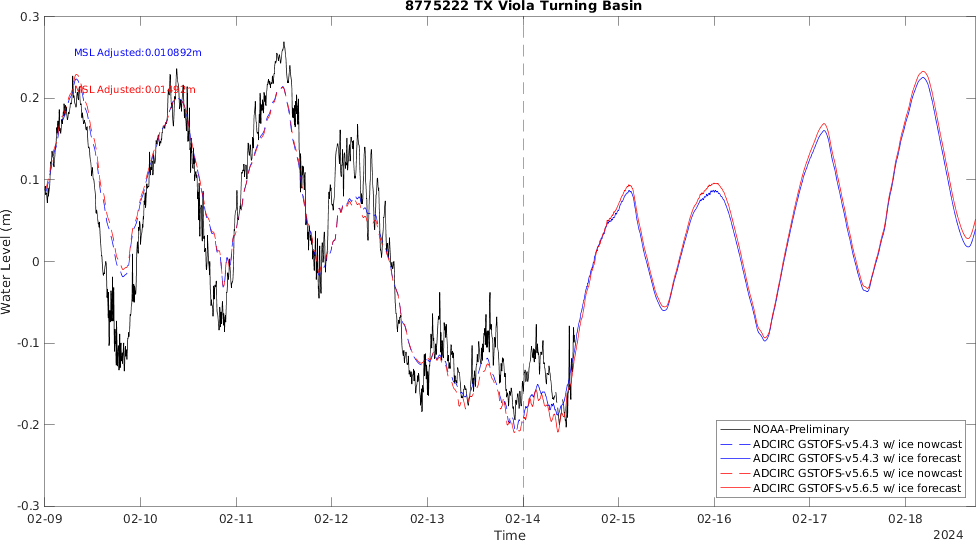 8775222 TX Viola Turning Basin
0.3
0.2
0.1
0
-0.1
-0.2
-0.3
Water Level (m)
MSL Adjusted:0.010892m
MSL Adjusted:0.01492m
NOAA-Preliminary
ADCIRC GSTOFS-v5.4.3 w/ ice nowcast
ADCIRC GSTOFS-v5.4.3 w/ ice forecast
ADCIRC GSTOFS-v5.6.5 w/ ice nowcast
ADCIRC GSTOFS-v5.6.5 w/ ice forecast
02-09 02-10 02-11 02-12 02-13 02-14 02-15 02-16 02-17 02-18
Time
2024